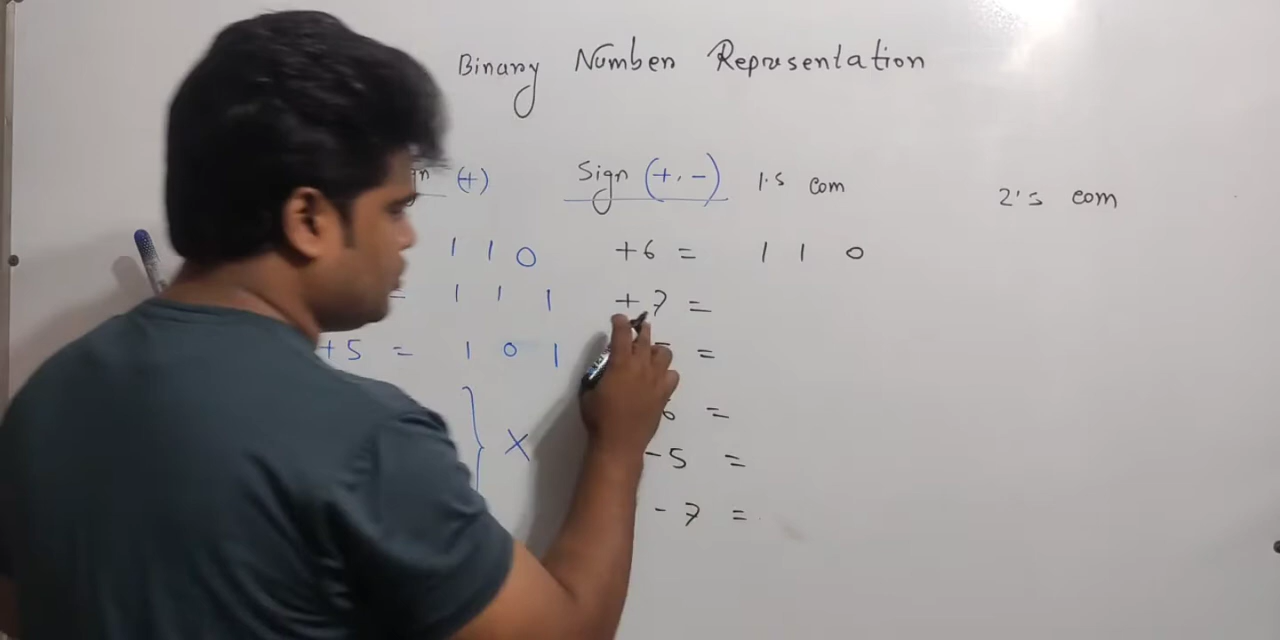 Binary Number Representation
(+) Sign (+, -) 1's com 2's com
1 1 0 +6 = 1 1 0
= 1 1 1 +7 =
+5 = 1 0 1 =
6 =
} X -5 =
-7 =